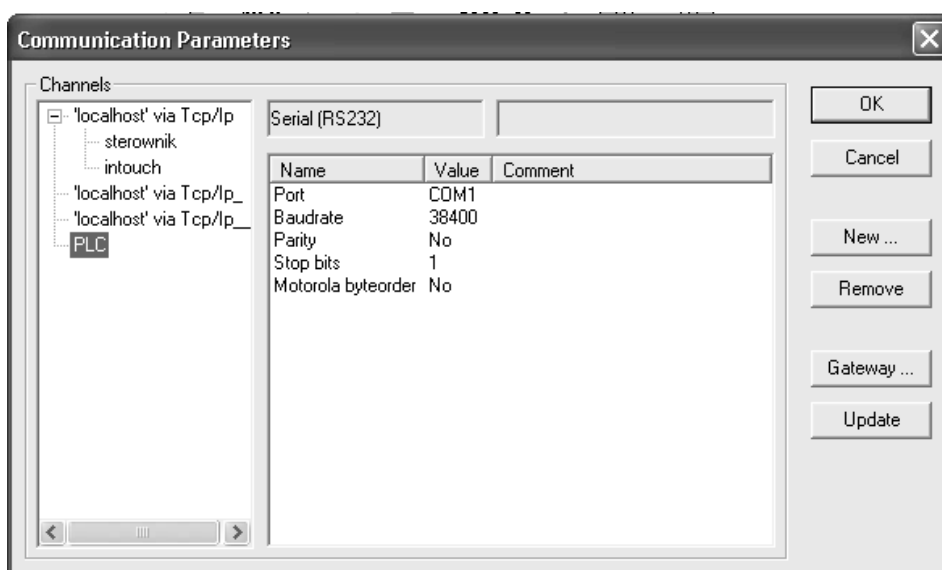 Communication Parameters
Channels
'localhost' via Tcp/Ip
sterownik
intouch
'localhost' via Tcp/Ip_
'localhost' via Tcp/Ip__
PLC
Serial (RS232)
Name Value Comment
Port COM1
Baudrate 38400
Parity No
Stop bits 1
Motorola byteorder No
OK
Cancel
New ...
Remove
Gateway ...
Update